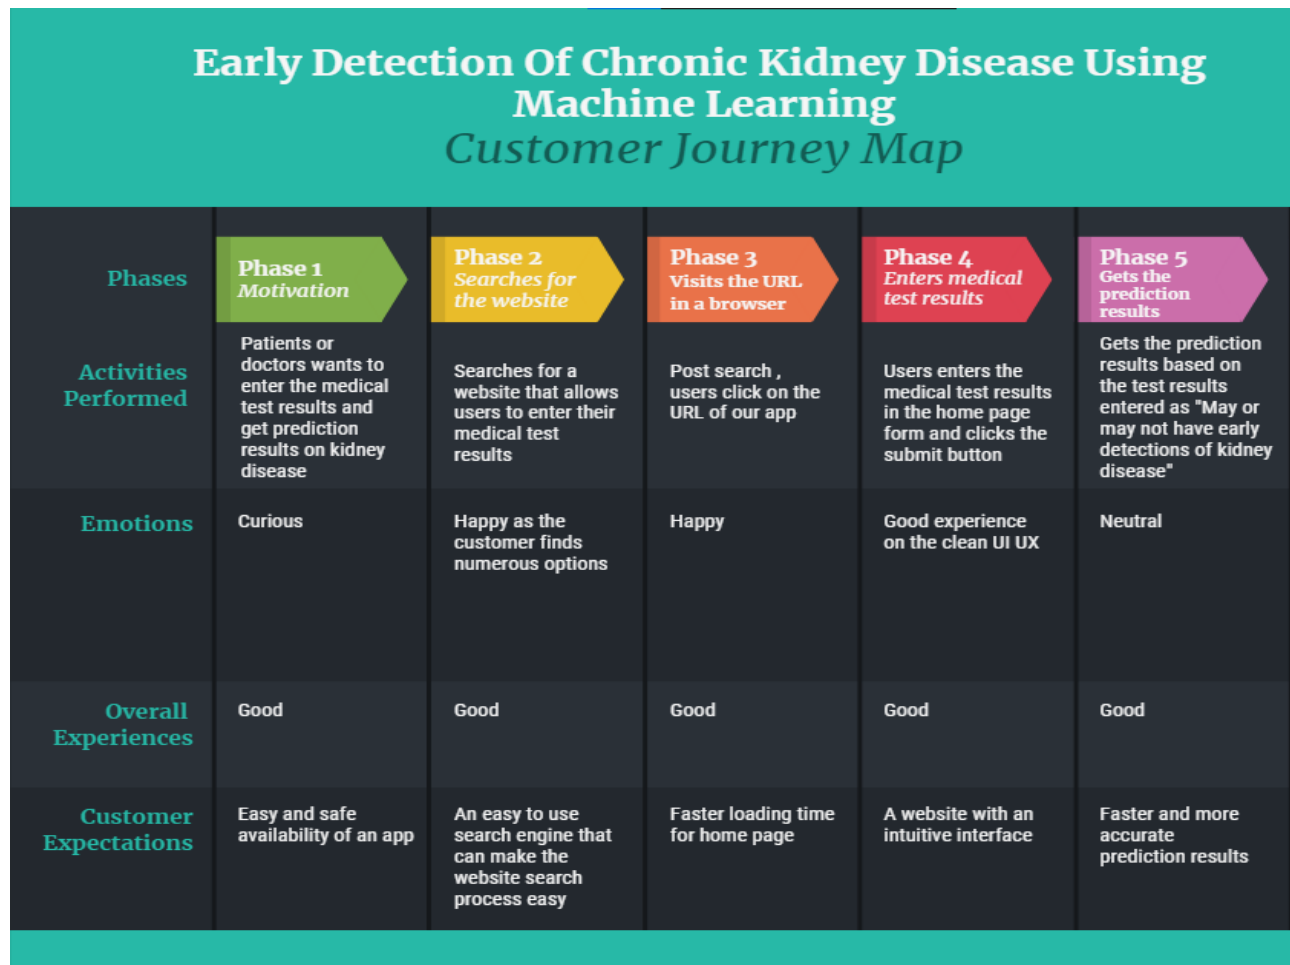 Early Detection Of Chronic Kidney Disease Using
Machine Learning
Customer Journey Map
Phases
Phase 1
Motivation
Phase 2
Searches for
the website
Phase 3
Visits the URL
in a browser
Phase 4
Enters medical
test results
Phase 5
Gets the
prediction
results
Activities
Performed
Patients or
doctors wants to
enter the medical
test results and
get prediction
results on kidney
disease
Searches for a
website that allows
users to enter their
medical test
results
Post search ,
users click on the
URL of our app
Users enters the
medical test results
in the home page
form and clicks the
submit button
Gets the prediction
results based on
the test results
entered as "May or
may not have early
detections of kidney
disease"
Emotions
Curious
Happy as the
customer finds
numerous options
Happy
Good experience
on the clean UI UX
Neutral
Overall
Experiences
Good
Good
Good
Good
Good
Customer
Expectations
Easy and safe
availability of an app
An easy to use
search engine that
can make the
website search
process easy
Faster loading time
for home page
A website with an
intuitive interface
Faster and more
accurate
prediction results